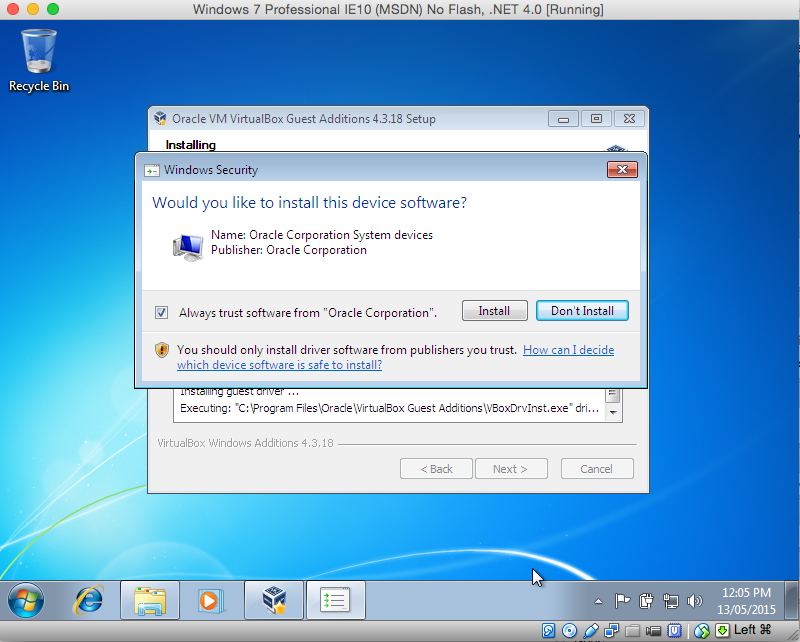 Windows 7 Professional IE10 (MSDN) No Flash, .NET 4.0 [Running]
Recycle Bin
Oracle VM VirtualBox Guest Additions 4.3.18 Setup
Installing
Windows Security
Would you like to install this device software?
Name: Oracle Corporation System devices
Publisher: Oracle Corporation
Always trust software from "Oracle Corporation".
Install
Don't Install
You should only install driver software from publishers you trust. How can I decide
which device software is safe to install?
Installing guest driver ...
Executing: "C:\Program Files\Oracle\VirtualBox Guest Additions\VBoxDrvInst.exe" dri...
VirtualBox Windows Additions 4.3.18
< Back
Next >
Cancel
12:05 PM
13/05/2015
Left ⌘